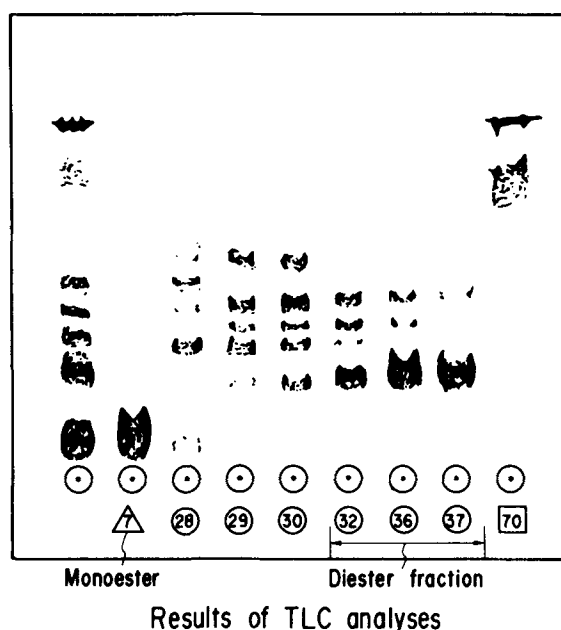 7 28 29 30 32 36 37 70
Monoester Diester fraction
Results of TLC analyses